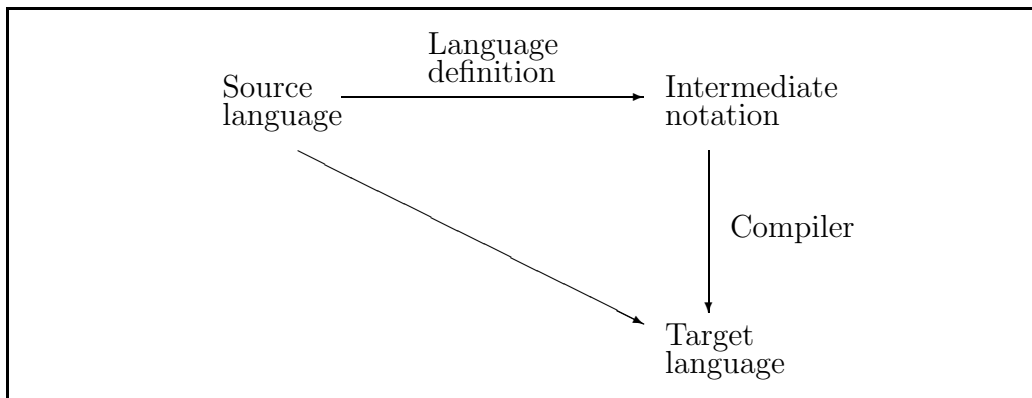 Language
definition
Source
language
Intermediate
notation
Compiler
Target
language